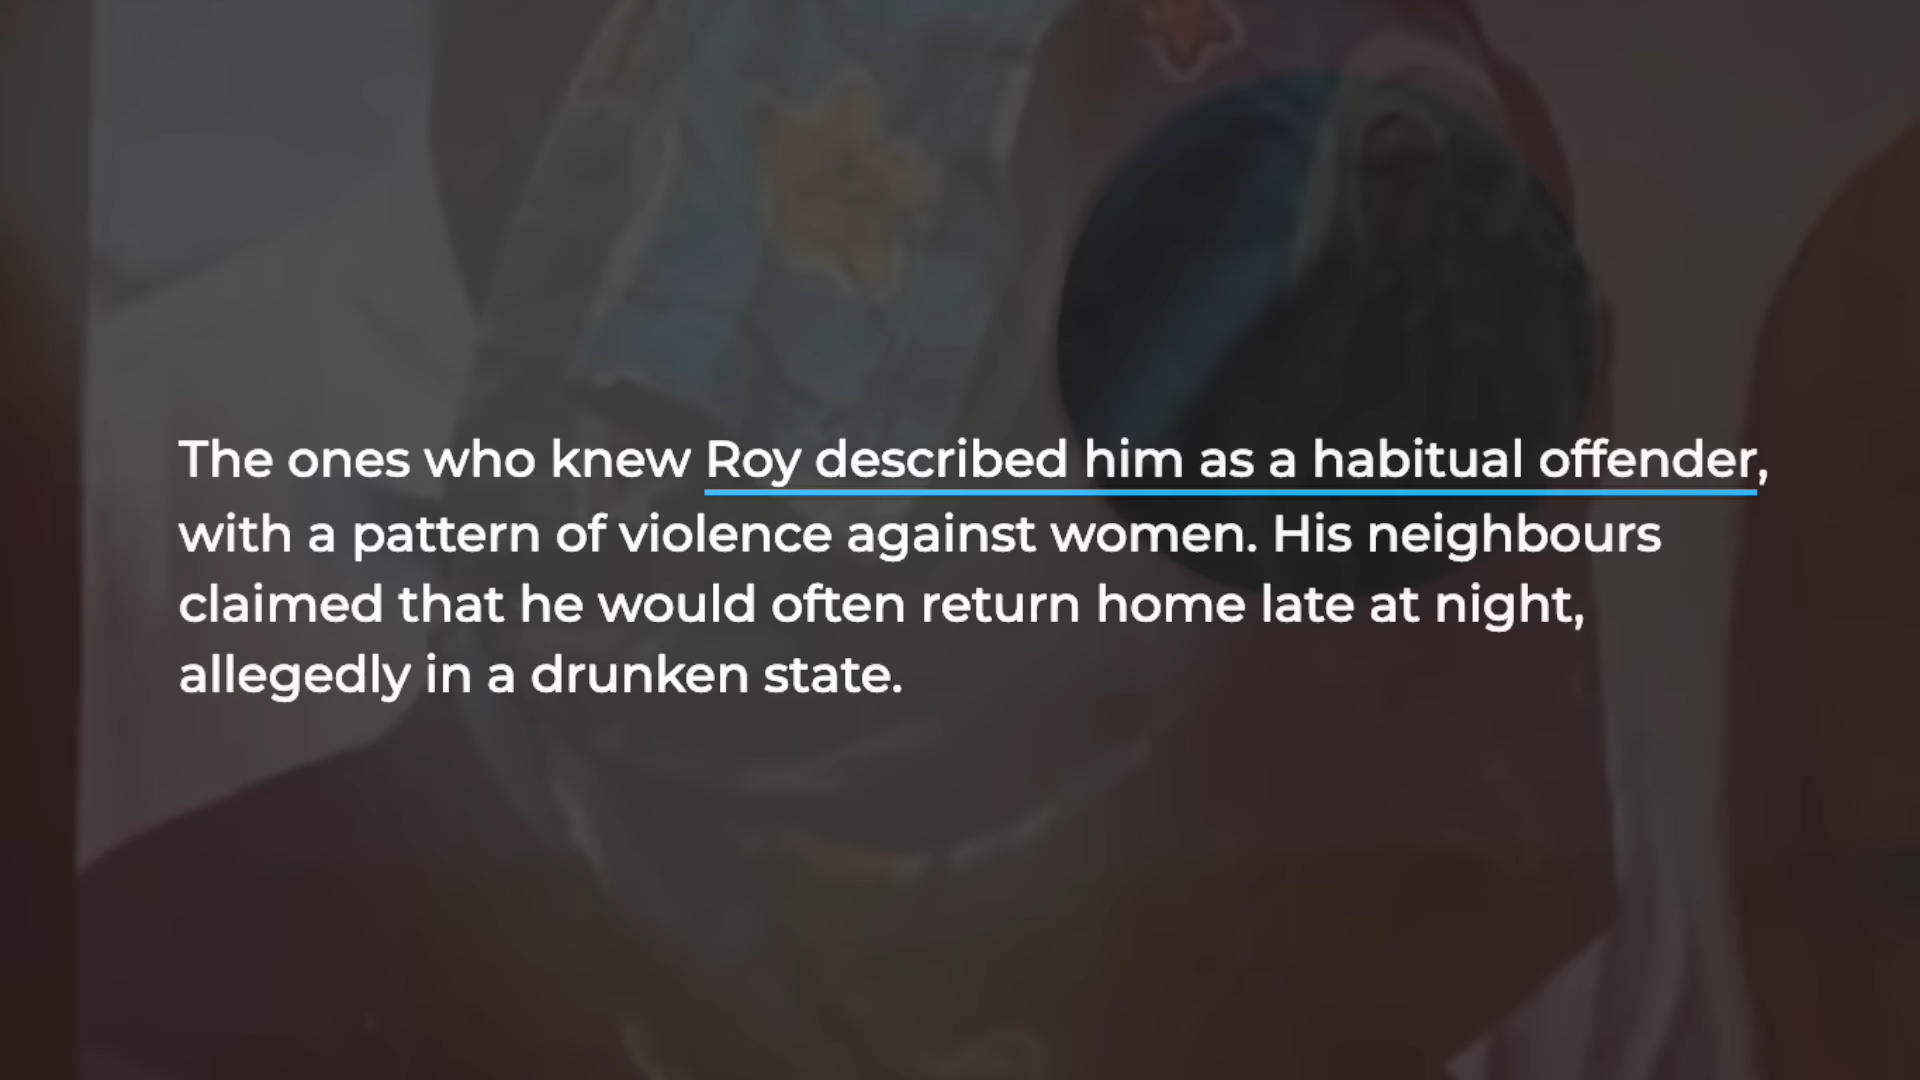 The ones who knew Roy described him as a habitual offender,
with a pattern of violence against women. His neighbours
claimed that he would often return home late at night,
allegedly in a drunken state.